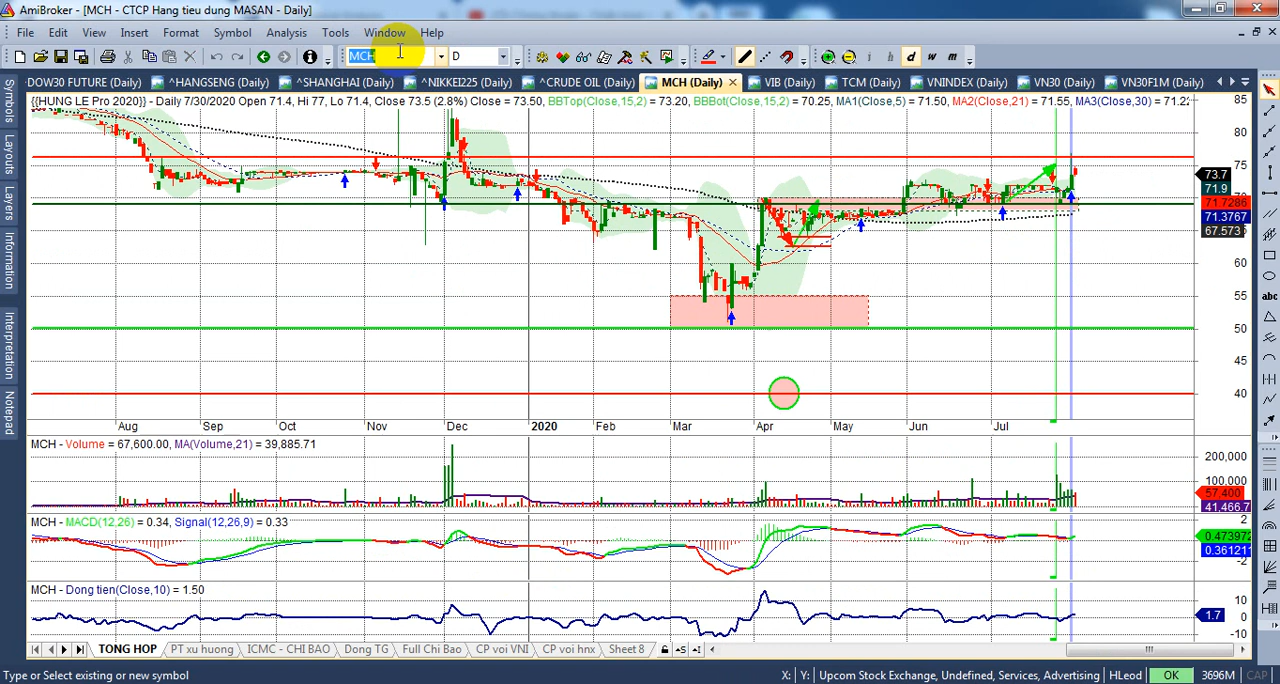 AmiBroker - [MCH - CTCP Hang tieu dung MASAN - Daily]
File Edit View Insert Format Symbol Analysis Tools Window Help
MCH D i h d w m
DOW30 FUTURE (Daily) ^HANGSENG (Daily) ^SHANGHAI (Daily) ^NIKKEI225 (Daily) ^CRUDE OIL (Daily) MCH (Daily) VIB (Daily) TCM (Daily) VNINDEX (Daily) VN30 (Daily) VN30F1M (Daily)
{{HUNG LE Pro 2020}} - Daily 7/30/2020 Open 71.4, Hi 77, Lo 71.4, Close 73.5 (2.8%) Close = 73.50, BBTop(Close,15,2) = 73.20, BBBot(Close,15,2) = 70.25, MA1(Close,5) = 71.50, MA2(Close,21) = 71.55, MA3(Close,30) = 71.22
85
80
75
73.7
71.9
70
71.7286
71.3767
67.573
60
55
50
45
40
Aug Sep Oct Nov Dec 2020 Feb Mar Apr May Jun Jul
MCH - Volume = 67,600.00, MA(Volume,21) = 39,885.71
200,000
100,000
57,400
41,466.7
MCH - MACD(12,26) = 0.34, Signal(12,26,9) = 0.33
2
0.473972
0.361211
-2
MCH - Dong tien(Close,10) = 1.50
10
1.7
0
-10
TONG HOP PT xu huong ICMC - CHI BAO Dong TG Full Chi Bao CP voi VNI CP voi hnx Sheet 8
Type or Select existing or new symbol X: Y: Upcom Stock Exchange, Undefined, Services, Advertising HLeod OK 3696M CAP
Symbols
Layouts
Layers
Information
Interpretation
Notepad
abc